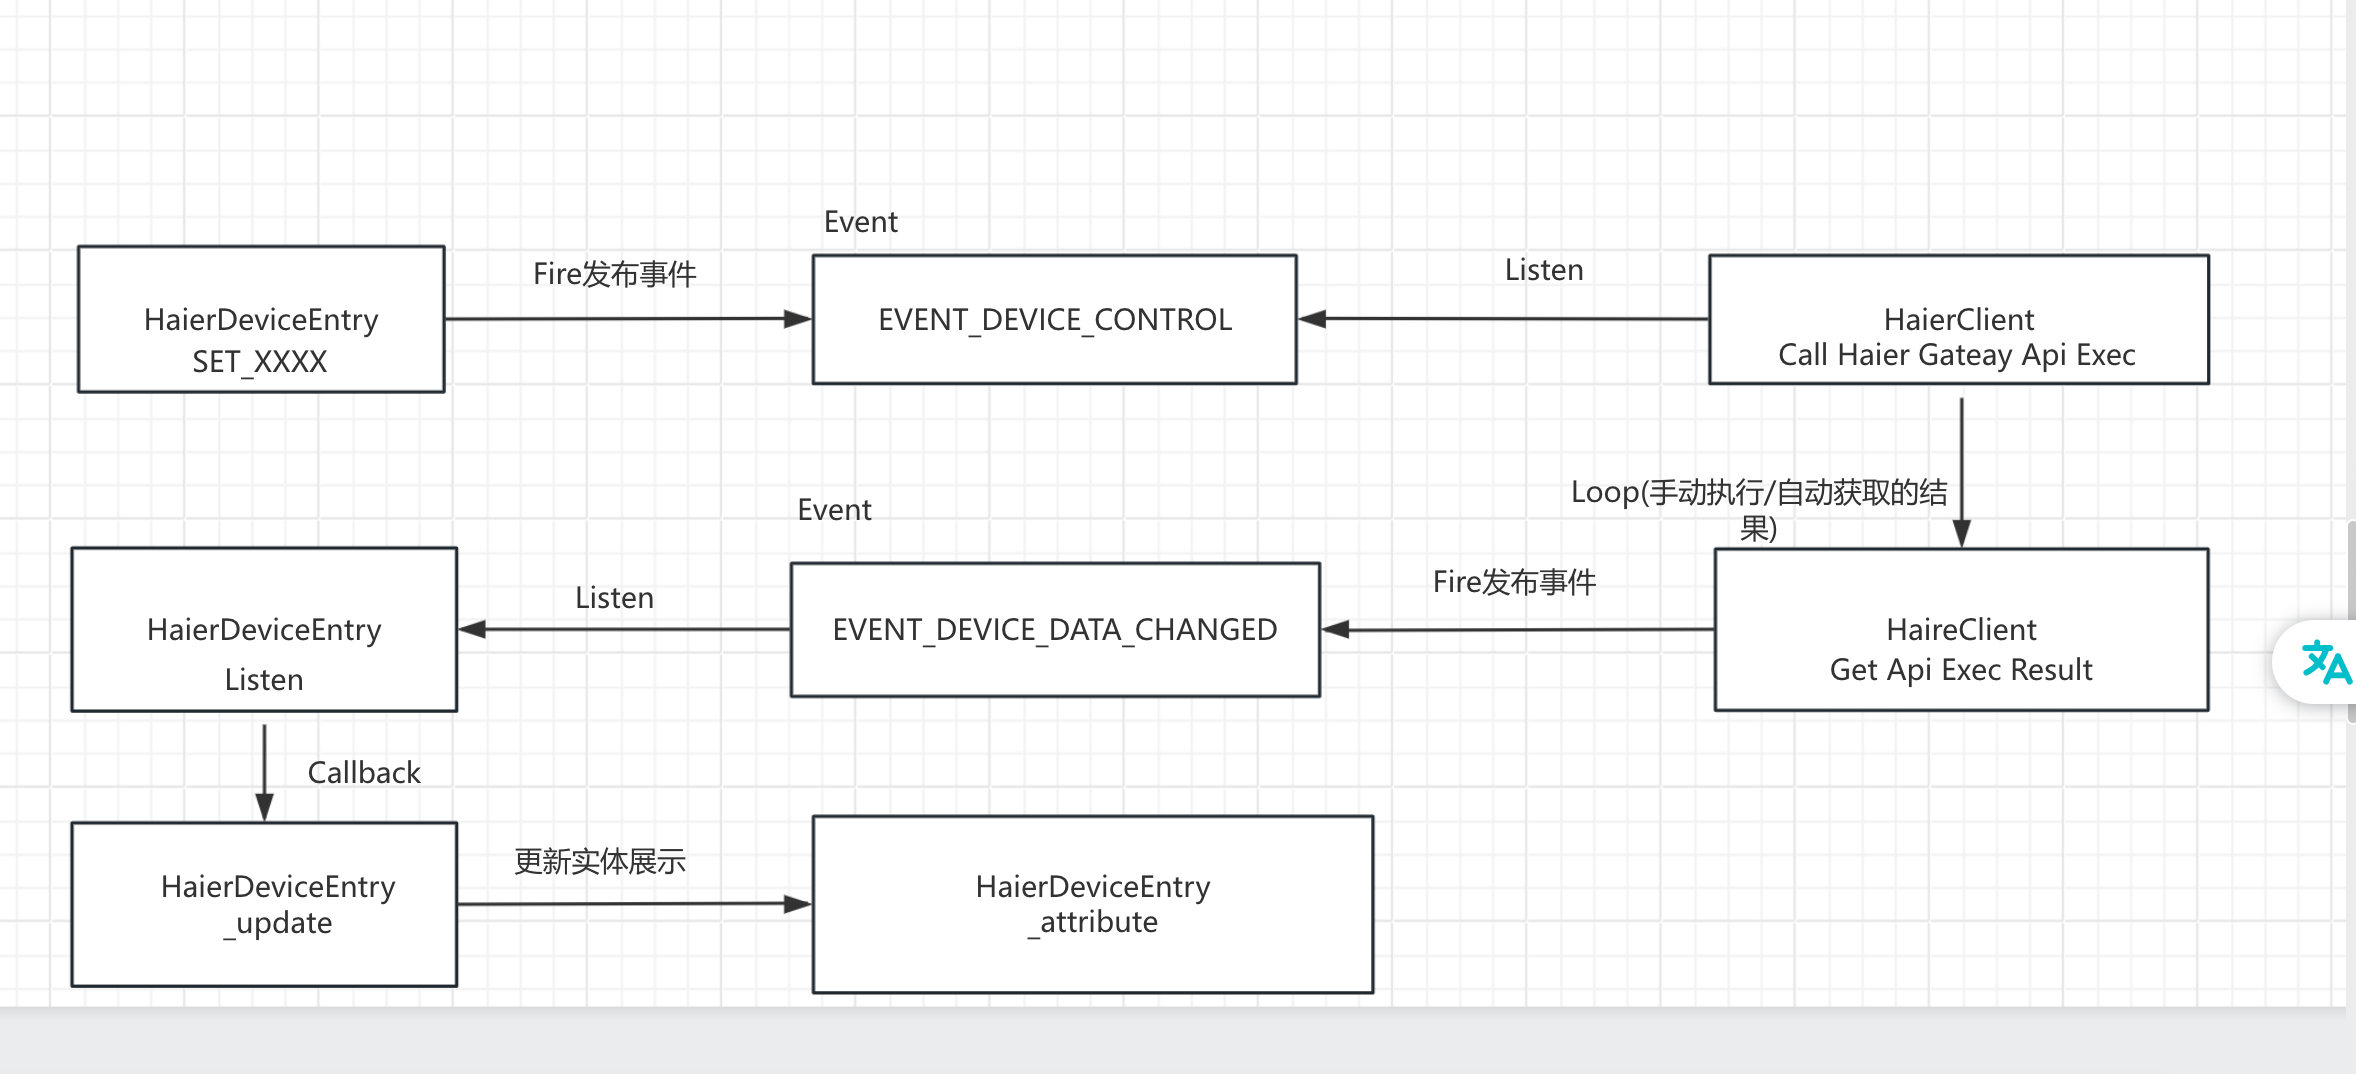 Event
Fire发布事件
Listen
HaierDeviceEntry
SET_XXXX
EVENT_DEVICE_CONTROL
HaierClient
Call Haier Gateay Api Exec
Loop(手动执行/自动获取的结
果)
Event
Fire发布事件
Listen
HaierDeviceEntry
Listen
EVENT_DEVICE_DATA_CHANGED
HaireClient
Get Api Exec Result
Callback
更新实体展示
HaierDeviceEntry
_update
HaierDeviceEntry
_attribute